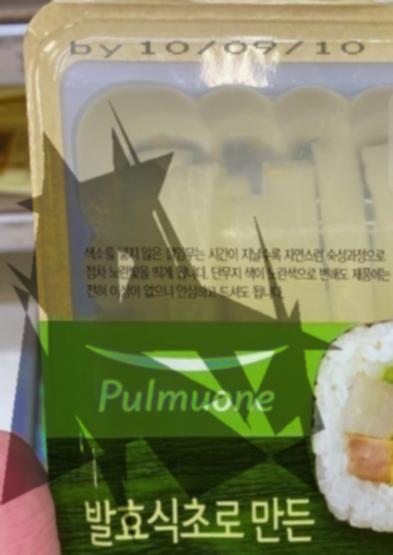 by 10/09/10
색소를 넣지 않은 절임무는 시간이 지날수록 자연스런 숙성과정으로
점차 노란빛을 띄게 됩니다. 단무지 색이 노란색으로 변해도 제품에는
전혀 이상이 없으니 안심하고 드셔도 됩니다.
Pulmuone
발효식초로 만든